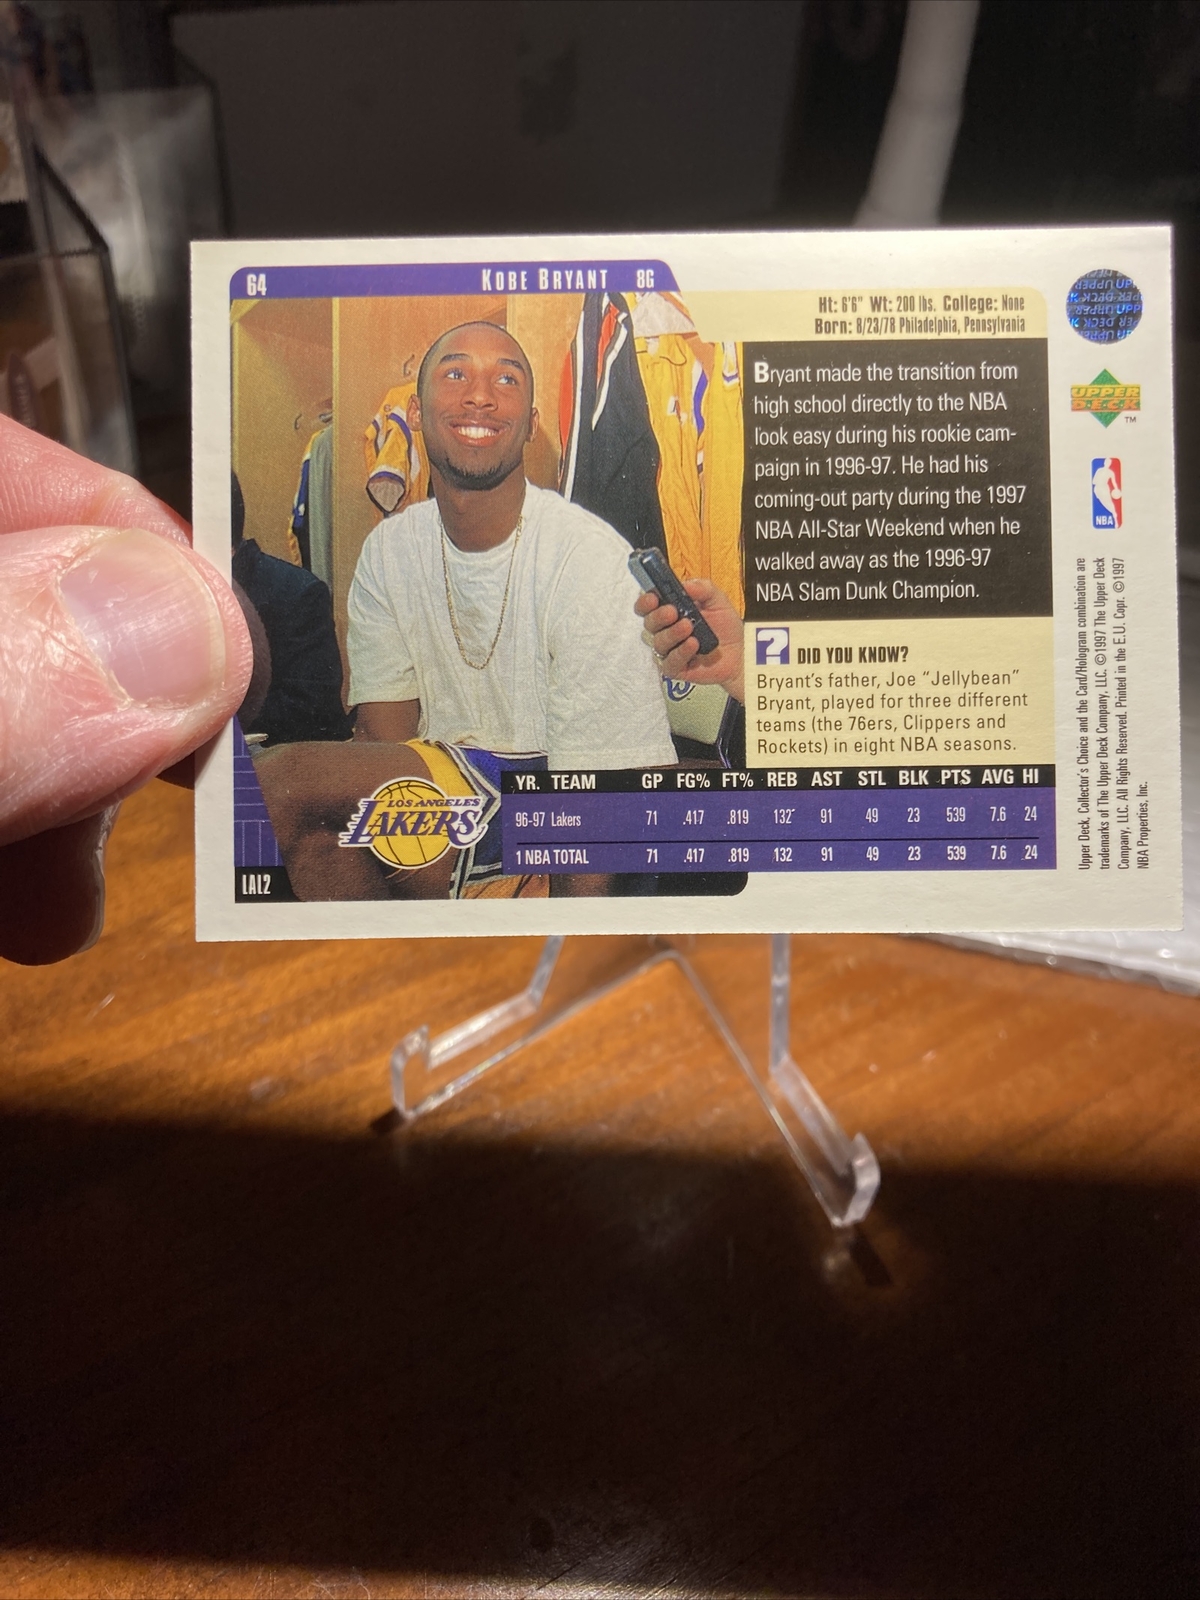 64 KOBE BRYANT 8G
Ht: 6'6" Wt: 200 lbs. College: None
Born: 8/23/78 Philadelphia, Pennsylvania
Bryant made the transition from
high school directly to the NBA
look easy during his rookie cam-
paign in 1996-97. He had his
coming-out party during the 1997
NBA All-Star Weekend when he
walked away as the 1996-97
NBA Slam Dunk Champion.
? DID YOU KNOW?
Bryant's father, Joe "Jellybean"
Bryant, played for three different
teams (the 76ers, Clippers and
Rockets) in eight NBA seasons.
YR. TEAM GP FG% FT% REB AST STL BLK PTS AVG HI
96-97 Lakers 71 .417 .819 132 91 49 23 539 7.6 24
1 NBA TOTAL 71 .417 .819 132 91 49 23 539 7.6 24
LOS ANGELES
LAKERS
LAL2
UPPER
DECK
TM
NBA
Upper Deck, Collector's Choice and the Card/Hologram combination are
trademarks of The Upper Deck Company, LLC. ©1997 The Upper Deck
Company, LLC. All Rights Reserved. Printed in the E.U. Copr. ©1997
NBA Properties, Inc.